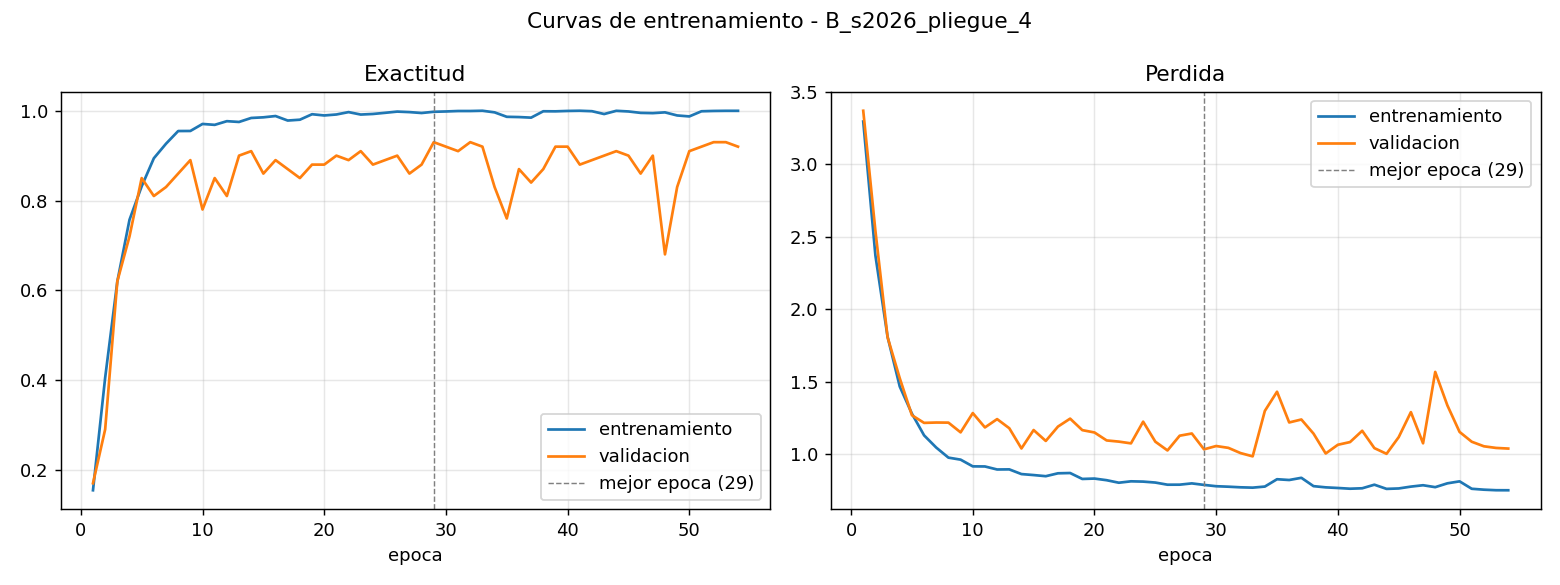 Curvas de entrenamiento - B_s2026_pliegue_4
Exactitud
1.0
0.8
0.6
0.4
0.2
0 10 20 30 40 50
epoca
entrenamiento
validacion
mejor epoca (29)
Perdida
3.5
3.0
2.5
2.0
1.5
1.0
0 10 20 30 40 50
epoca
entrenamiento
validacion
mejor epoca (29)